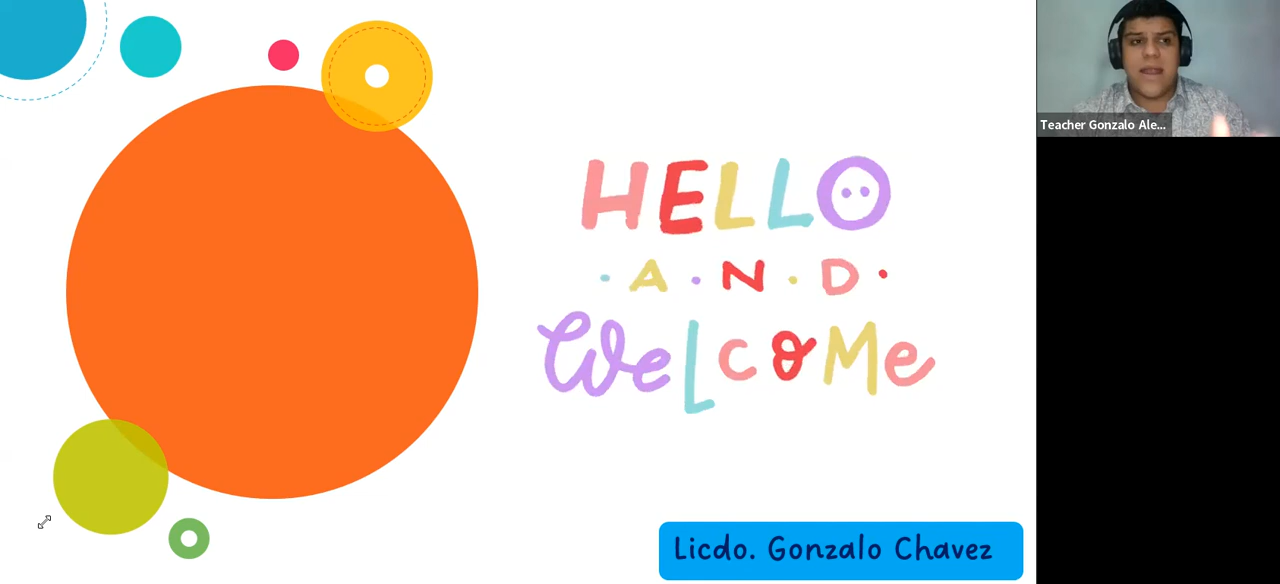 HELLO
AND
WeLcoMe
Licdo. Gonzalo Chavez
Teacher Gonzalo Ale...